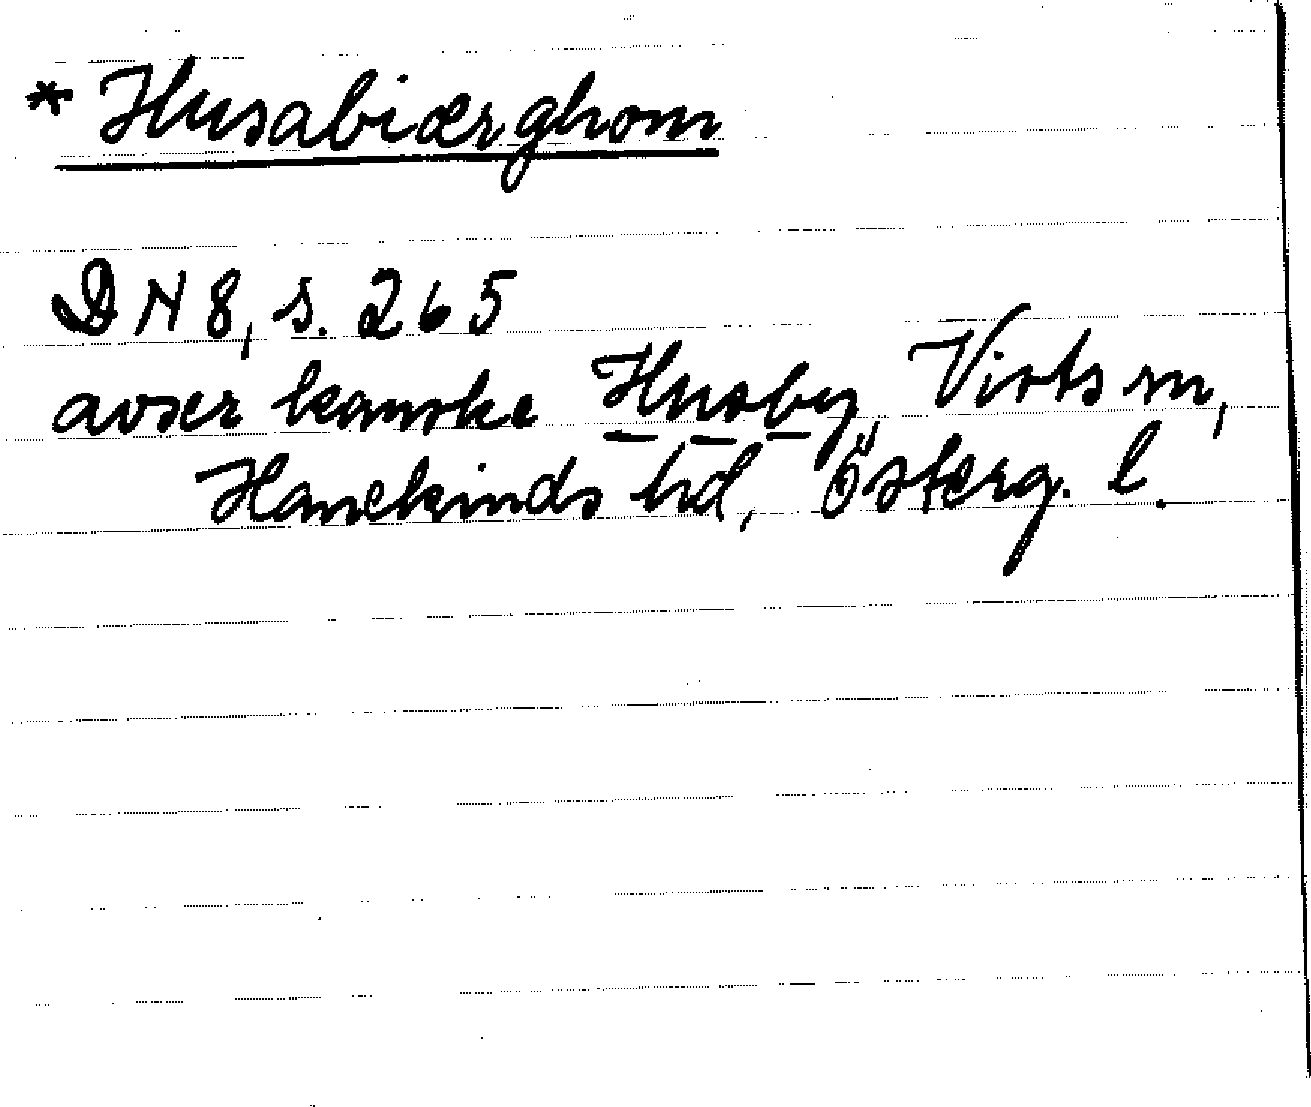 * Husabiærghom
DN 8, s. 265
avser kanske Husby, Vists sn,
Hanekinds hd, Österg. l.